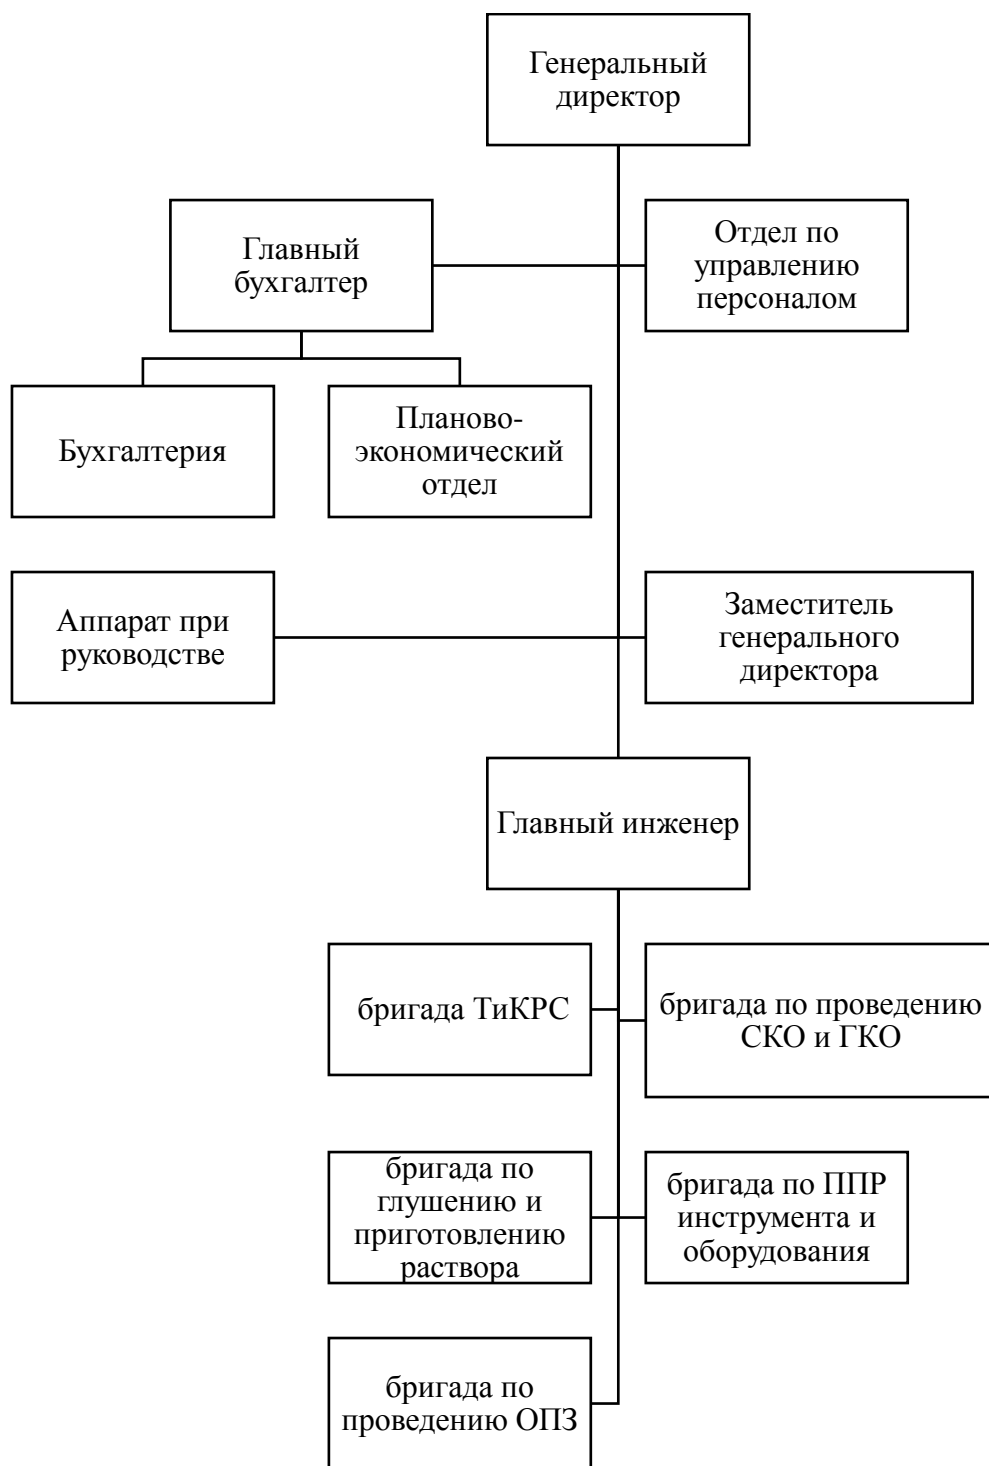 Генеральный
директор
Главный
бухгалтер
Отдел по
управлению
персоналом
Бухгалтерия
Планово-
экономический
отдел
Аппарат при
руководстве
Заместитель
генерального
директора
Главный инженер
бригада ТиКРС
бригада по проведению
СКО и ГКО
бригада по
глушению и
приготовлению
раствора
бригада по ППР
инструмента и
оборудования
бригада по
проведению ОПЗ